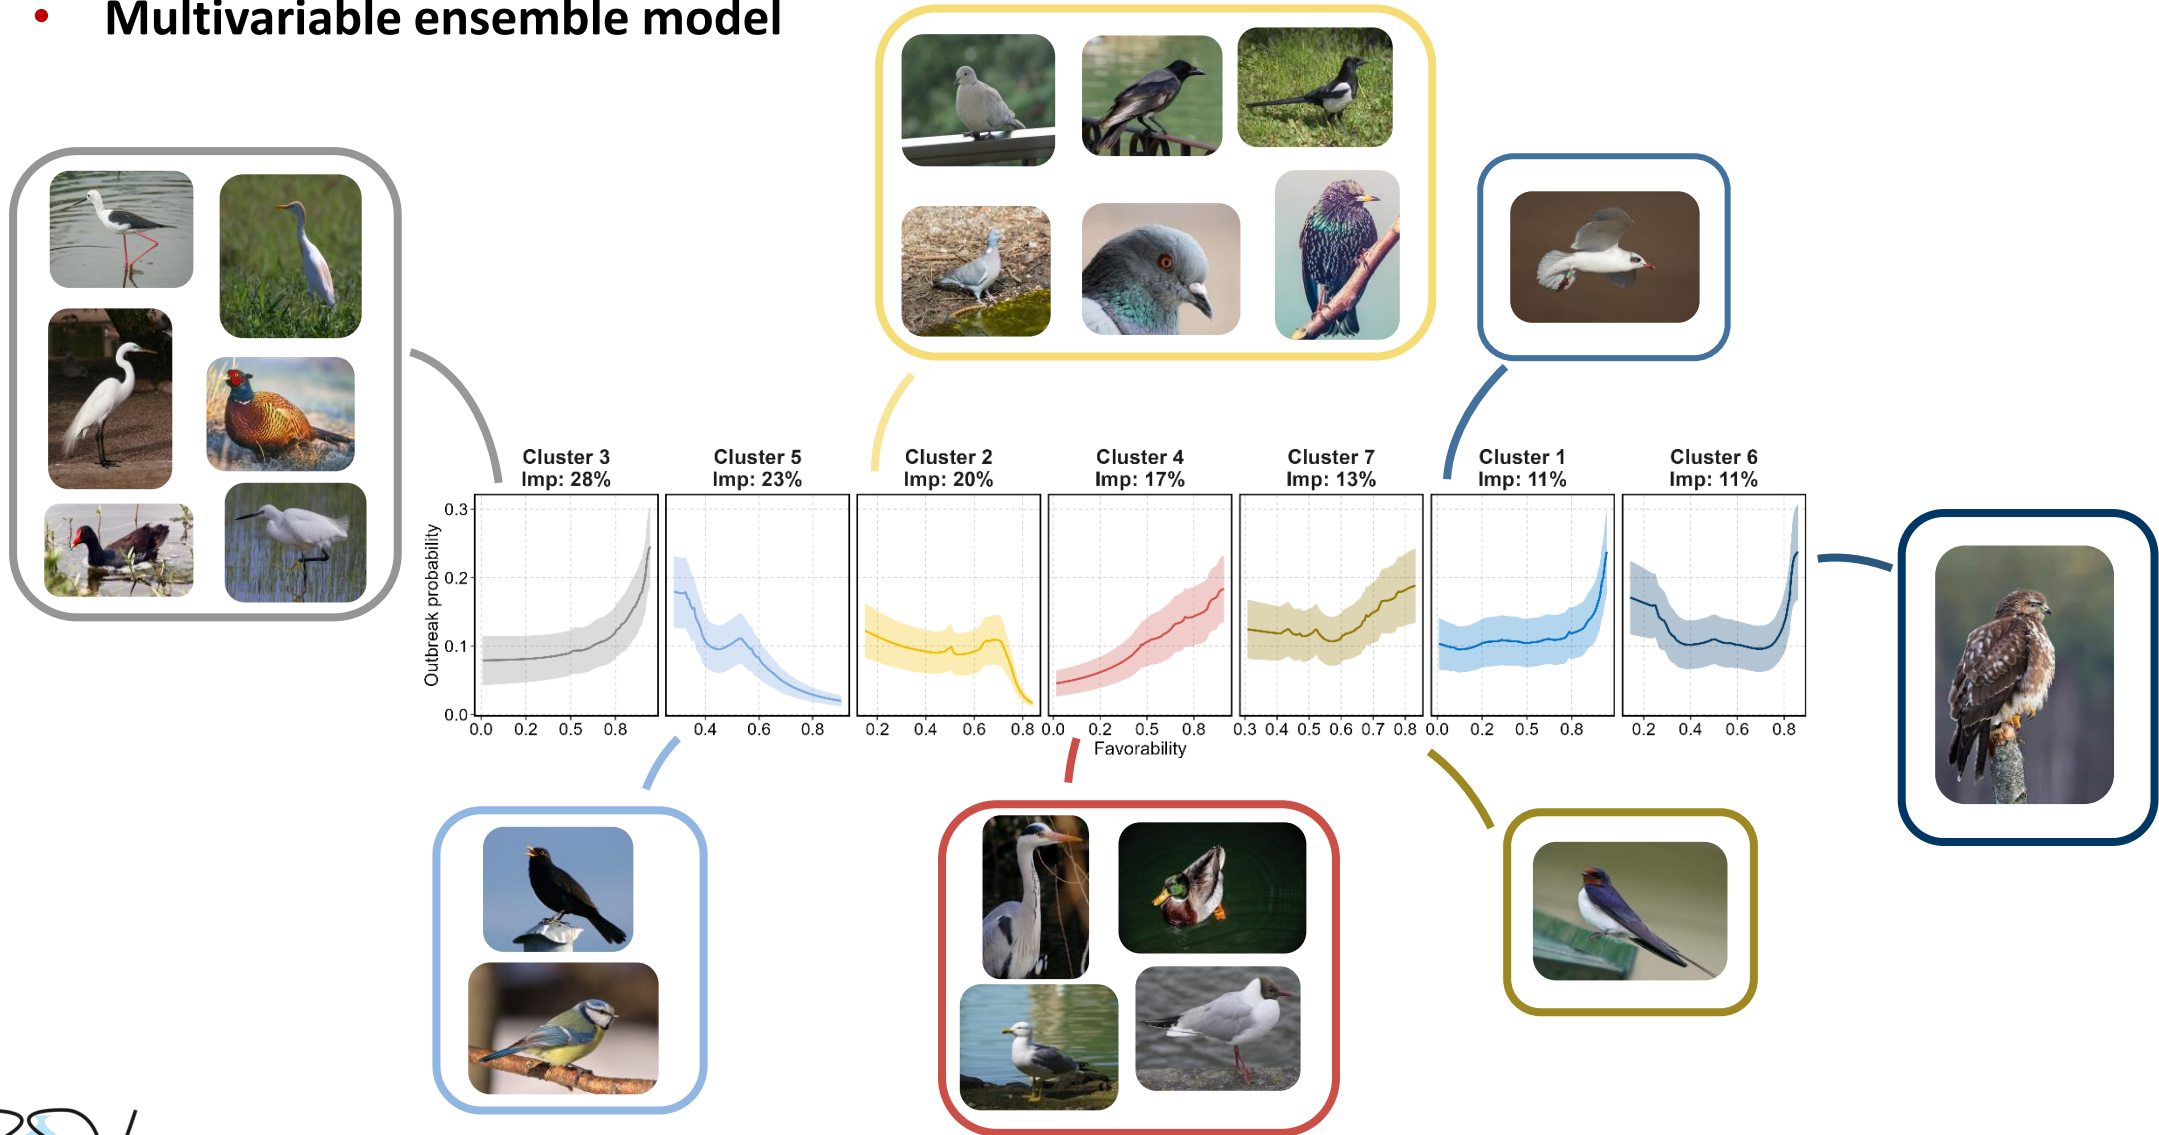 • Multivariable ensemble model
Cluster 3
Imp: 28%
Cluster 5
Imp: 23%
Cluster 2
Imp: 20%
Cluster 4
Imp: 17%
Cluster 7
Imp: 13%
Cluster 1
Imp: 11%
Cluster 6
Imp: 11%
Outbreak probability
0.3
0.2
0.1
0.0
0.0 0.2 0.5 0.8
0.4 0.6 0.8
0.2 0.4 0.6 0.8
0.0 0.2 0.5 0.8
0.3 0.4 0.5 0.6 0.7 0.8
0.0 0.2 0.5 0.8
0.2 0.4 0.6 0.8
Favorability